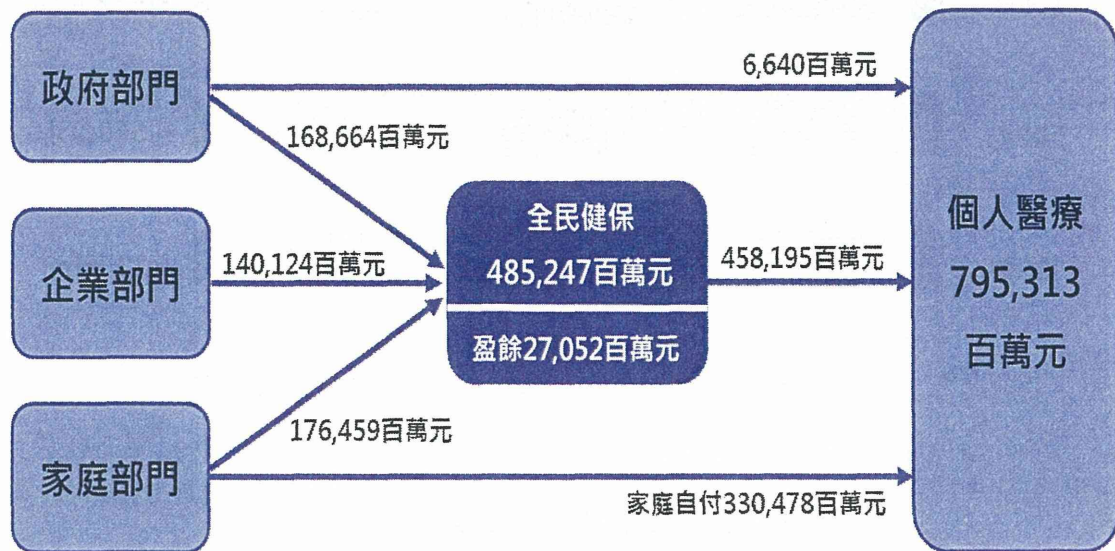 政府部門
6,640百萬元
168,664百萬元
企業部門
140,124百萬元
全民健保
485,247百萬元
盈餘27,052百萬元
458,195百萬元
個人醫療
795,313
百萬元
176,459百萬元
家庭部門
家庭自付330,478百萬元